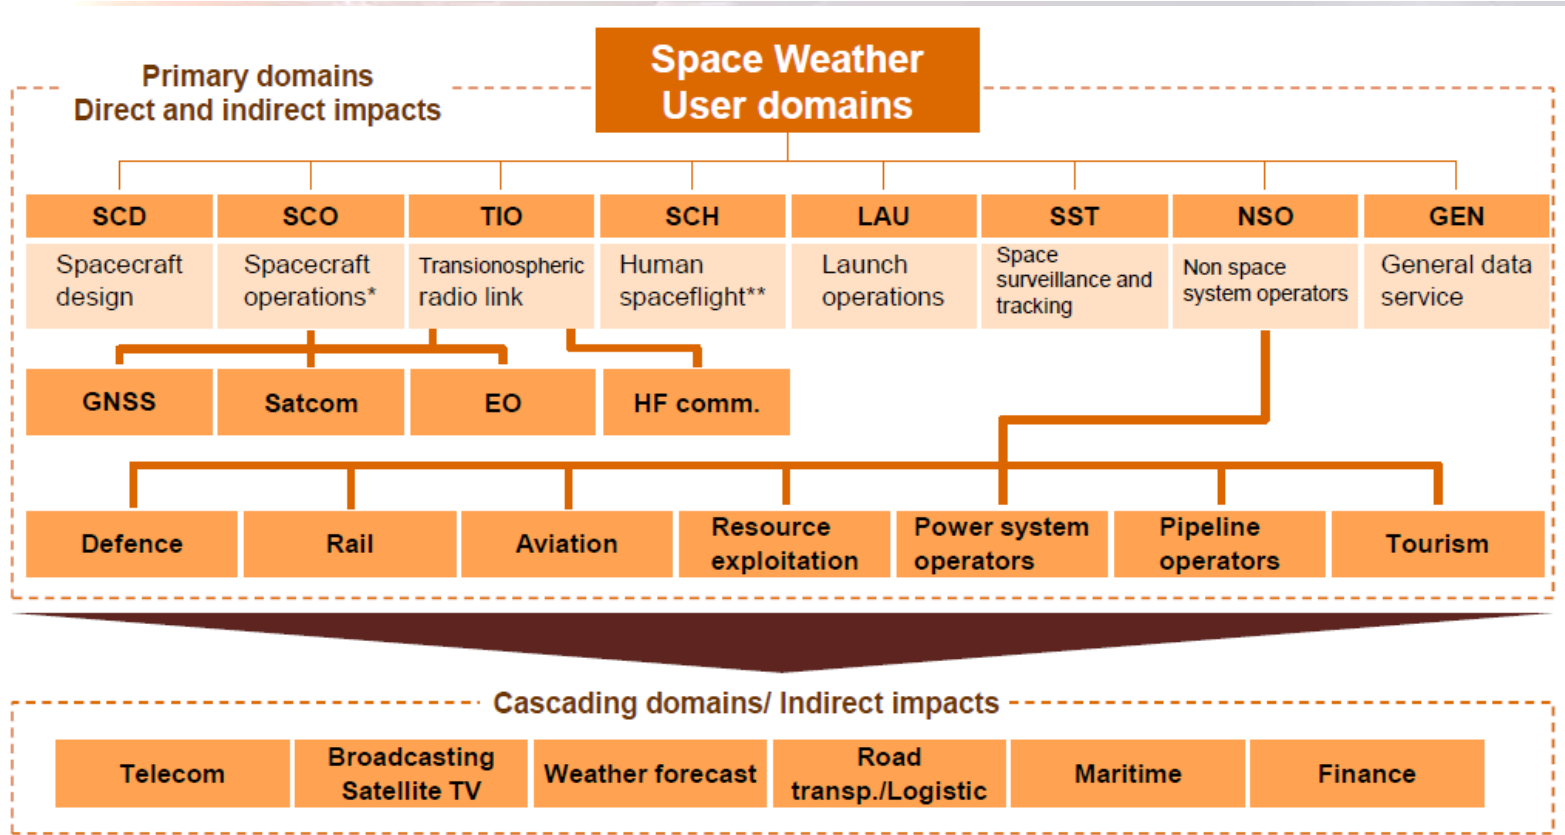 Space Weather
User domains
Primary domains
Direct and indirect impacts
SCD
SCO
TIO
SCH
LAU
SST
NSO
GEN
Spacecraft
design
Spacecraft
operations*
Transionospheric
radio link
Human
spaceflight**
Launch
operations
Space
surveillance and
tracking
Non space
system operators
General data
service
GNSS
Satcom
EO
HF comm.
Defence
Rail
Aviation
Resource
exploitation
Power system
operators
Pipeline
operators
Tourism
Cascading domains/ Indirect impacts
Telecom
Broadcasting
Satellite TV
Weather forecast
Road
transp./Logistic
Maritime
Finance